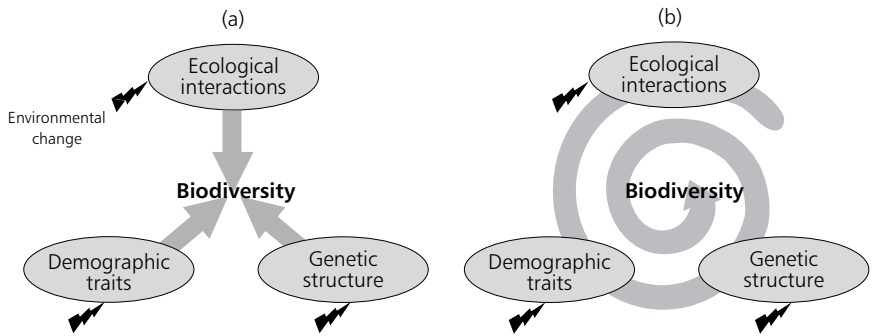 (a)
Ecological
interactions
Environmental
change
Biodiversity
Demographic
traits
Genetic
structure
(b)
Ecological
interactions
Biodiversity
Demographic
traits
Genetic
structure